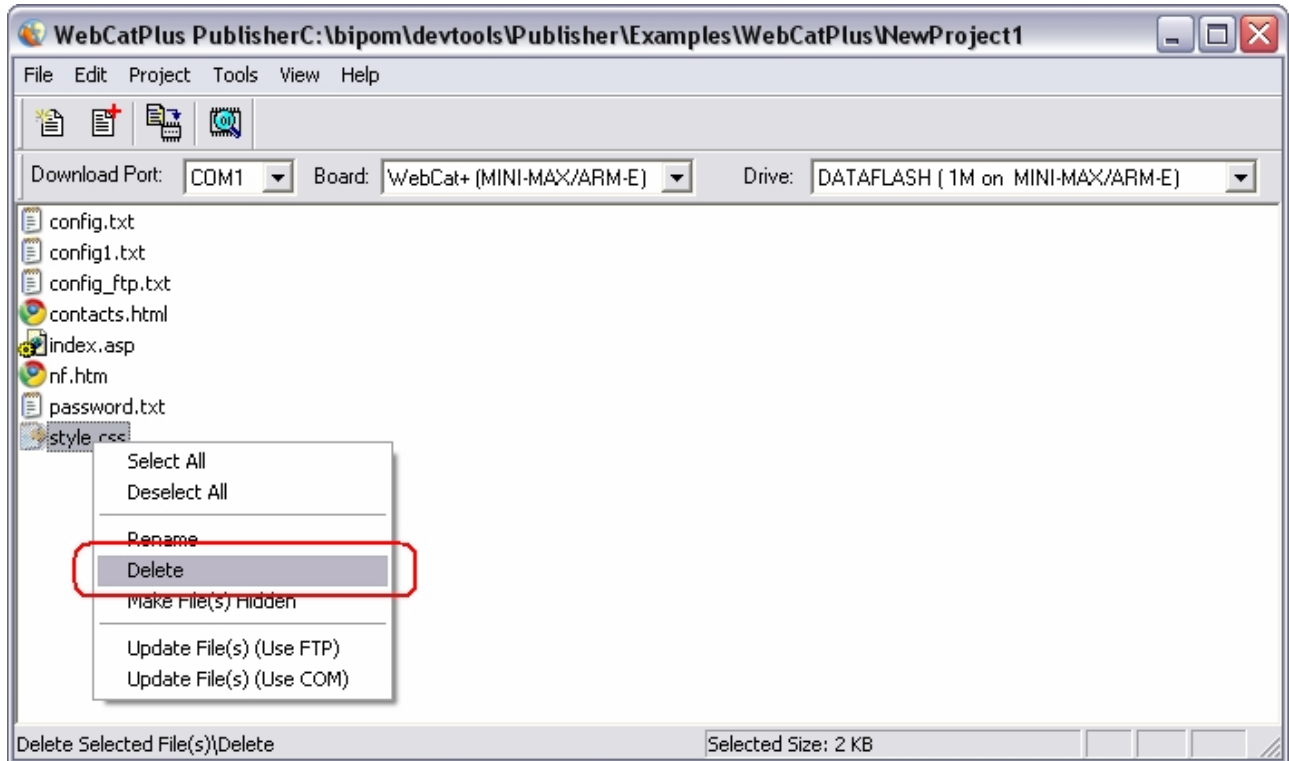 WebCatPlus PublisherC:\bipom\devtools\Publisher\Examples\WebCatPlus\NewProject1
File Edit Project Tools View Help
Download Port: COM1 Board: WebCat+ (MINI-MAX/ARM-E) Drive: DATAFLASH ( 1M on MINI-MAX/ARM-E)
config.txt
config1.txt
config_ftp.txt
contacts.html
index.asp
nf.htm
password.txt
style.css
Select All
Deselect All
Rename
Delete
Make File(s) Hidden
Update File(s) (Use FTP)
Update File(s) (Use COM)
Delete Selected File(s)\Delete Selected Size: 2 KB